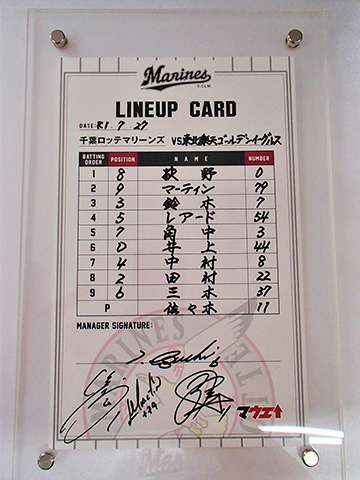 Marines
LINEUP CARD
DATE: R1. 7. 27
千葉ロッテマリーンズ VS. 東北楽天ゴールデンイーグルス
BATTING ORDER POSITION NAME NUMBER
1 8 荻野 0
2 9 マーティン 79
3 3 鈴木 7
4 5 レアード 54
5 7 角中 3
6 D 井上 44
7 4 中村 8
8 2 田村 22
9 6 三木 37
P 佐々木 11
MANAGER SIGNATURE:
マウエト
Marines